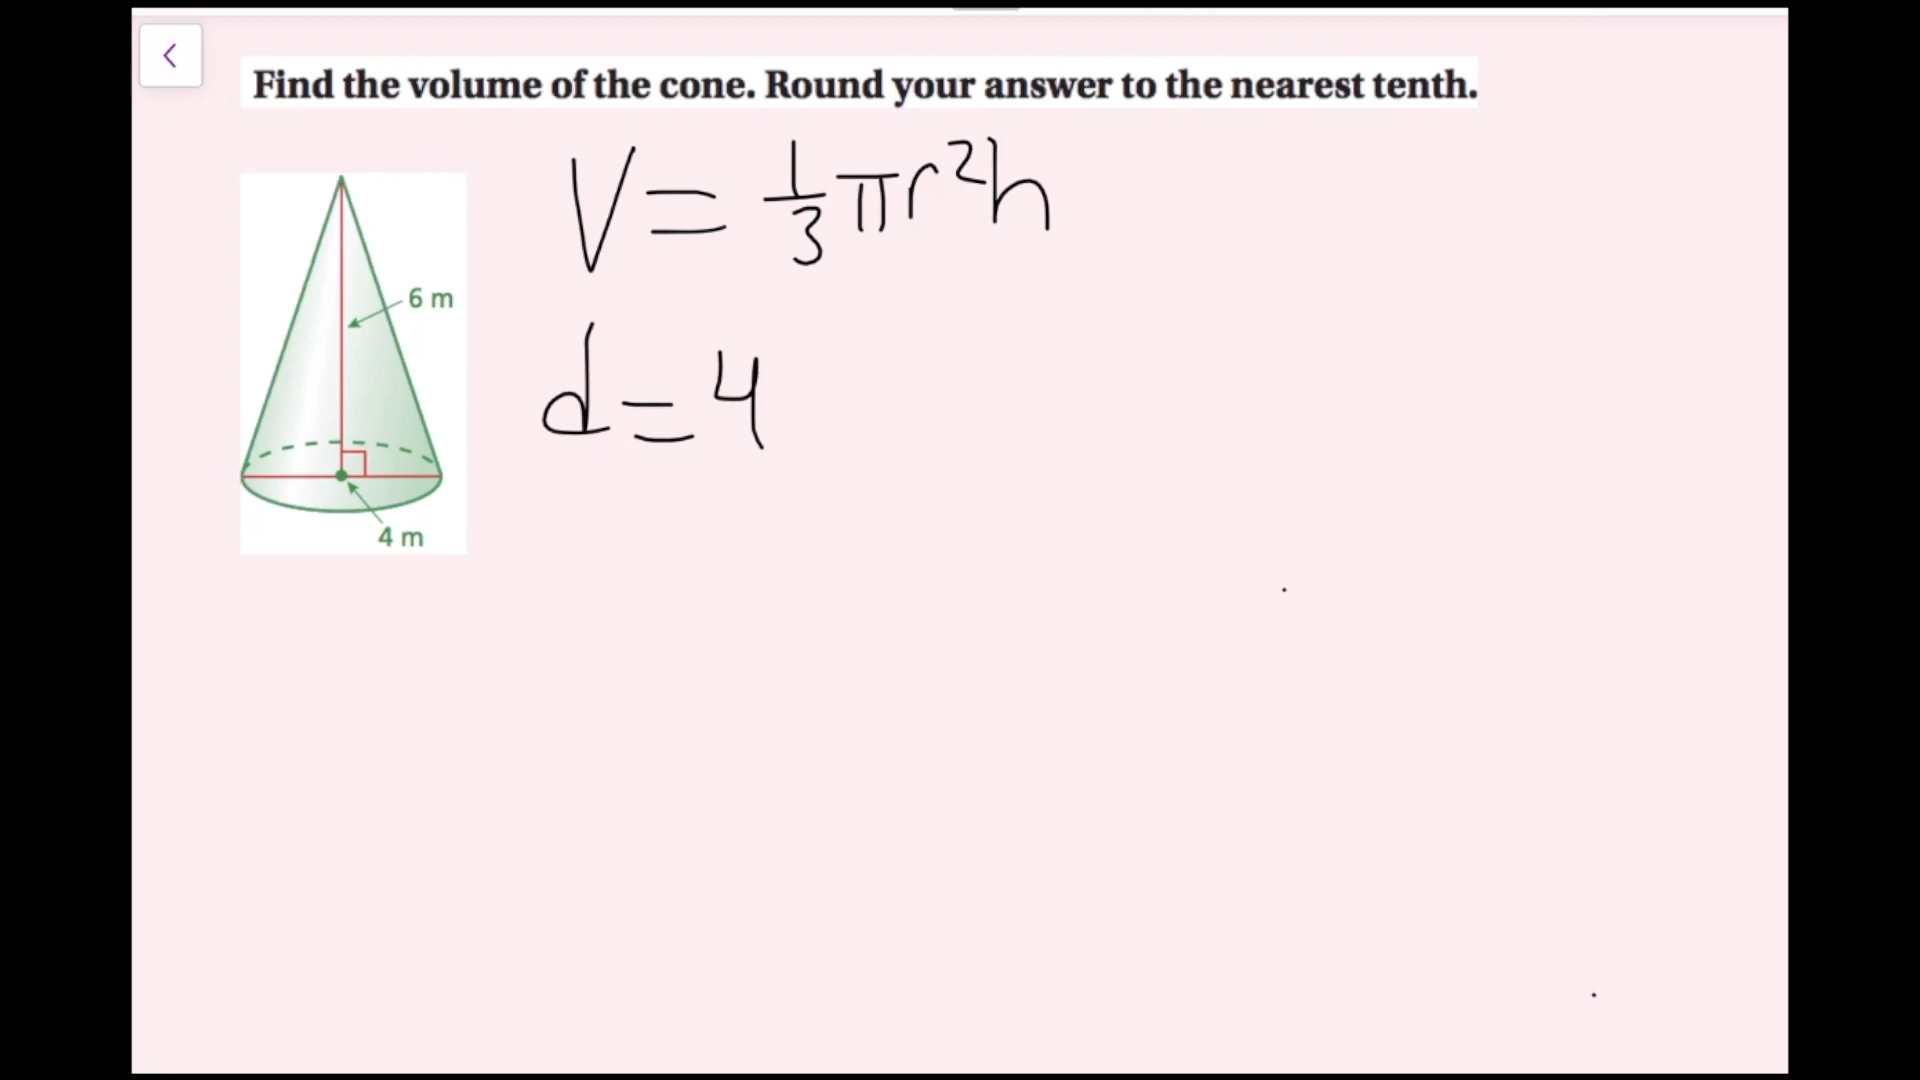 Find the volume of the cone. Round your answer to the nearest tenth.
V = 1/3 πr²h
6 m
d = 4
4 m